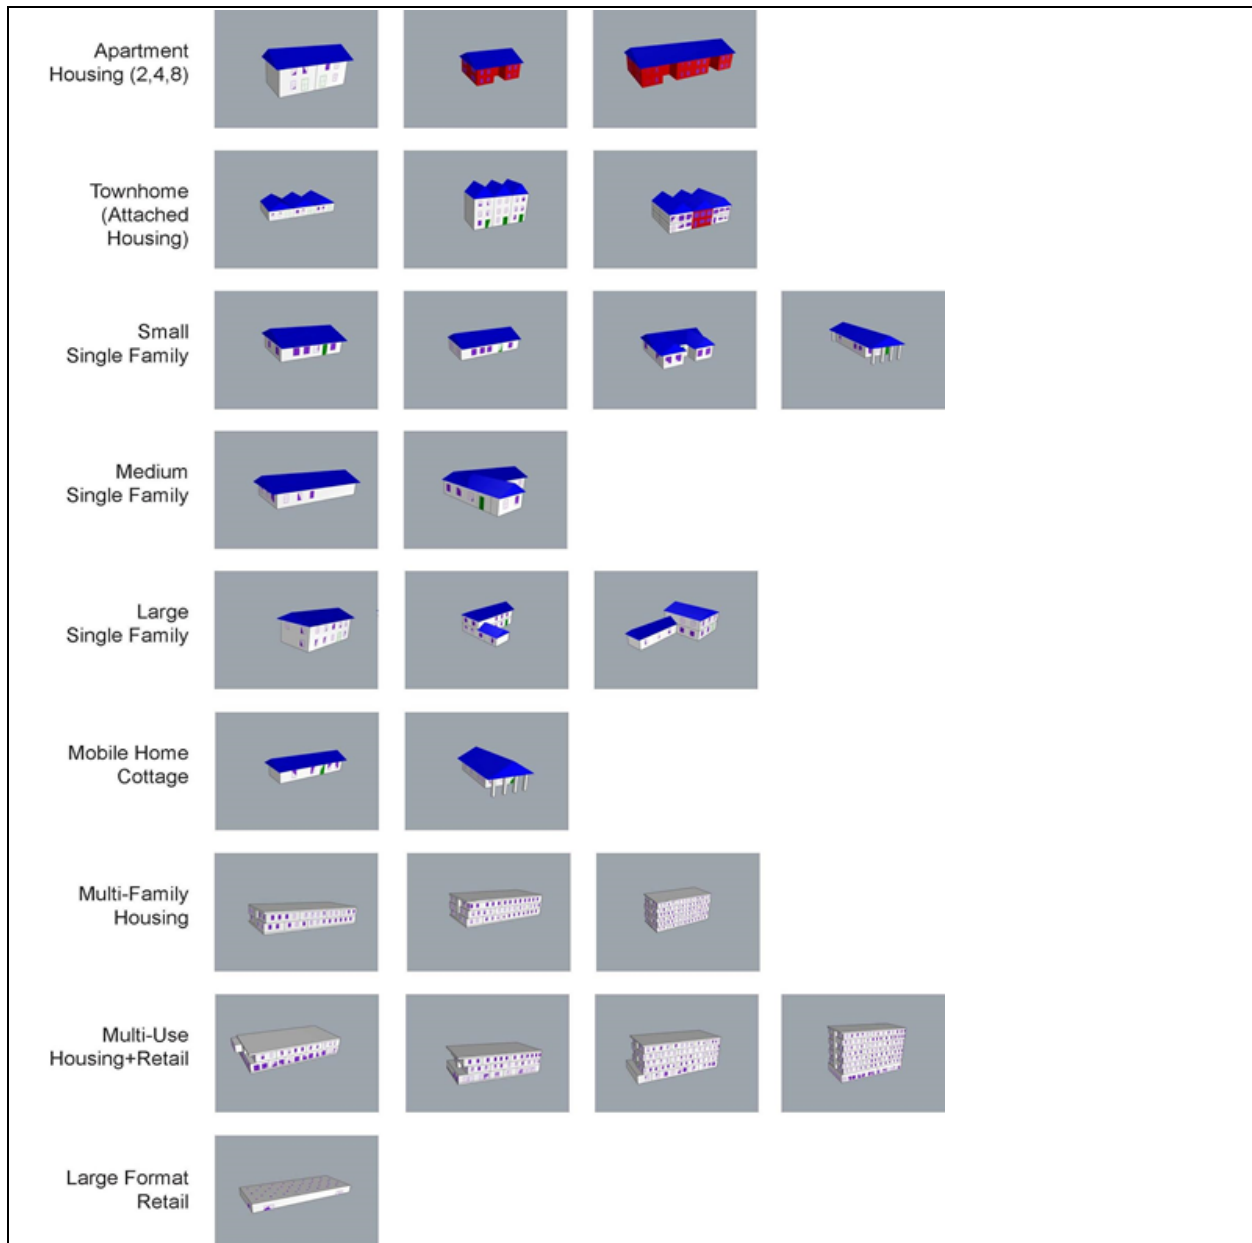 Apartment
Housing (2,4,8)
Townhome
(Attached
Housing)
Small
Single Family
Medium
Single Family
Large
Single Family
Mobile Home
Cottage
Multi-Family
Housing
Multi-Use
Housing+Retail
Large Format
Retail